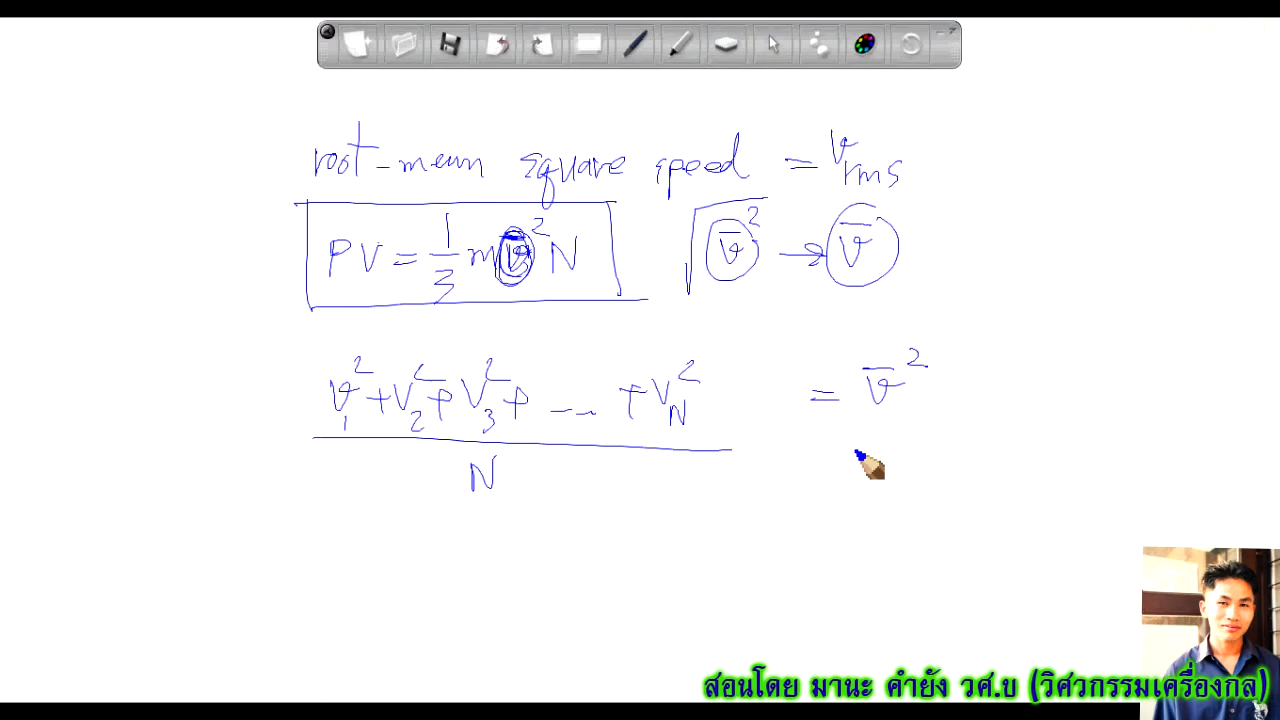 root-mean square speed = v rms
PV = 1/3 m v̄² N √v̄² → v̄
v₁² + v₂² + v₃² + ... + v_N² / N = v̄²
สอนโดย มานะ คำยัง วศ.บ (วิศวกรรมเครื่องกล)